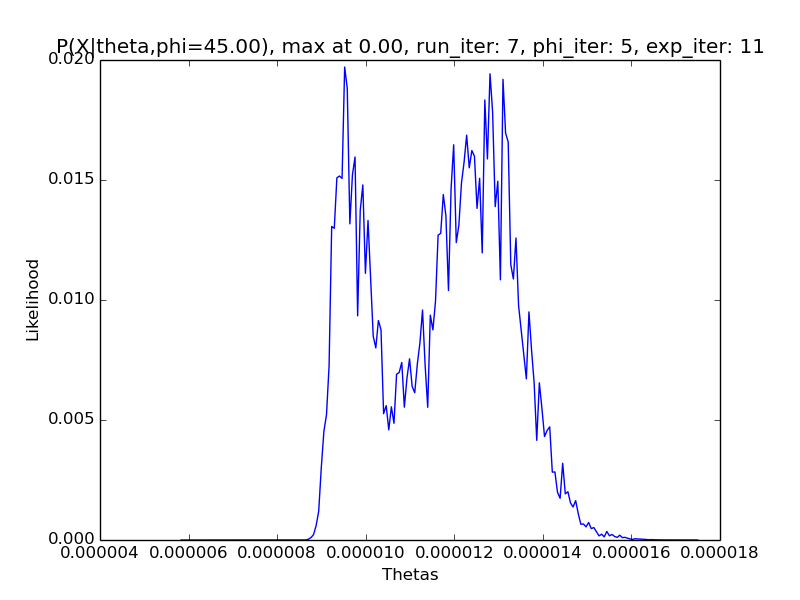 P(X|theta,phi=45.00), max at 0.00, run_iter: 7, phi_iter: 5, exp_iter: 11
0.020
0.015
0.010
0.005
0.000
Likelihood
0.000004 0.000006 0.000008 0.000010 0.000012 0.000014 0.000016 0.000018
Thetas